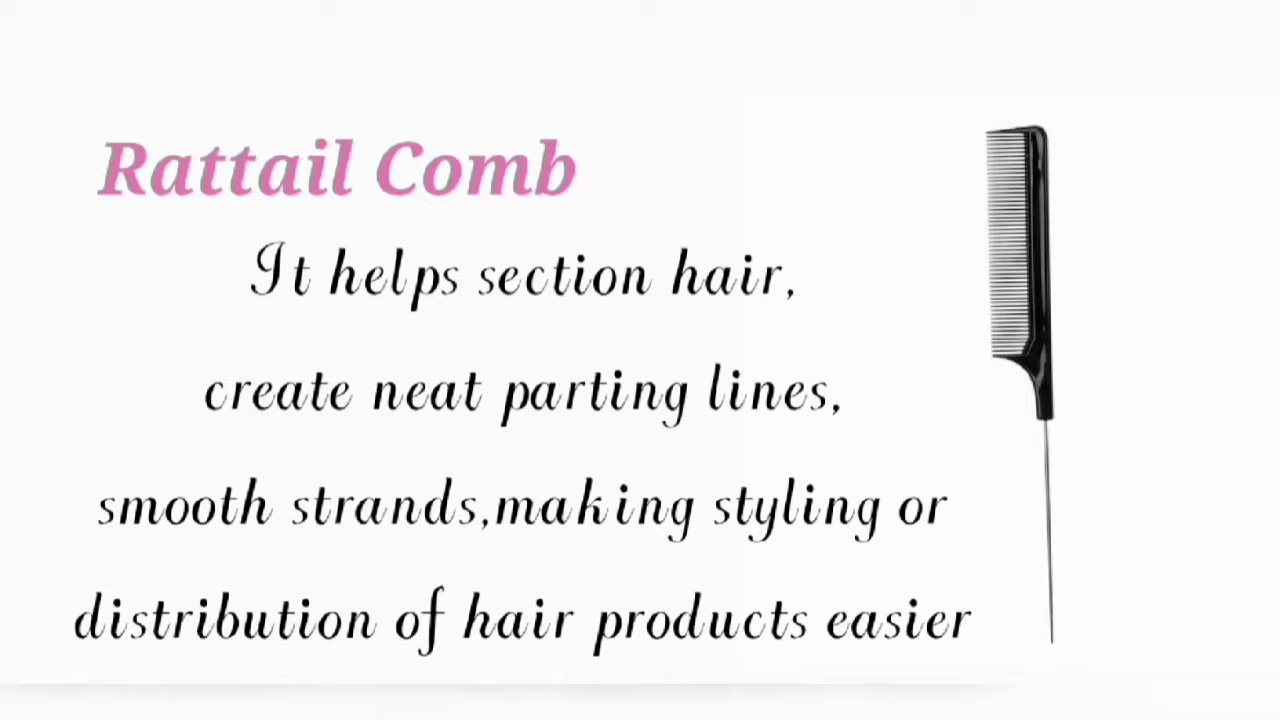 Rattail Comb
It helps section hair,
create neat parting lines,
smooth strands,making styling or
distribution of hair products easier